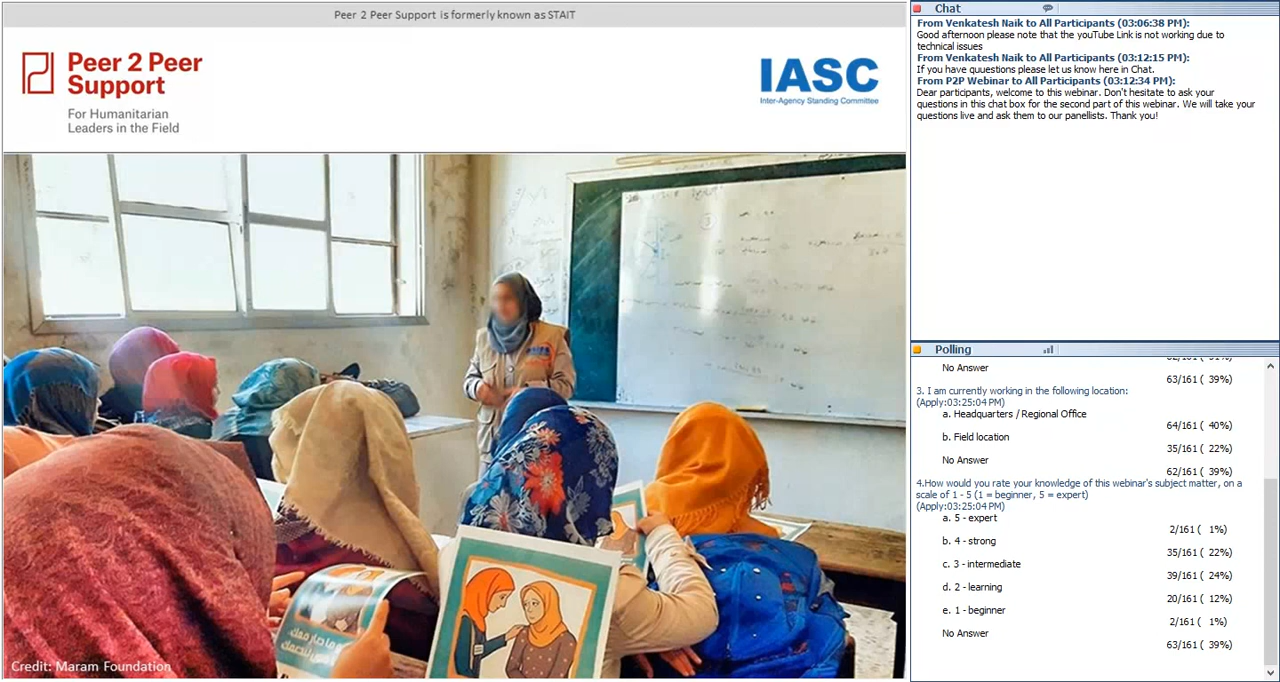 Peer 2 Peer Support is formerly known as STAIT
Peer 2 Peer
Support
For Humanitarian
Leaders in the Field
IASC
Inter-Agency Standing Committee
Credit: Maram Foundation
Chat
From Venkatesh Naik to All Participants (03:06:38 PM):
Good afternoon please note that the youTube Link is not working due to
technical issues
From Venkatesh Naik to All Participants (03:12:15 PM):
If you have quuestions please let us know here in Chat.
From P2P Webinar to All Participants (03:12:34 PM):
Dear participants, welcome to this webinar. Don't hesitate to ask your
questions in this chat box for the second part of this webinar. We will take your
questions live and ask them to our panellists. Thank you!
Polling
No Answer
63/161 ( 39%)
3. I am currently working in the following location:
(Apply:03:25:04 PM)
a. Headquarters / Regional Office
64/161 ( 40%)
b. Field location
35/161 ( 22%)
No Answer
62/161 ( 39%)
4.How would you rate your knowledge of this webinar's subject matter, on a
scale of 1 - 5 (1 = beginner, 5 = expert)
(Apply:03:25:04 PM)
a. 5 - expert
2/161 ( 1%)
b. 4 - strong
35/161 ( 22%)
c. 3 - intermediate
39/161 ( 24%)
d. 2 - learning
20/161 ( 12%)
e. 1 - beginner
2/161 ( 1%)
No Answer
63/161 ( 39%)